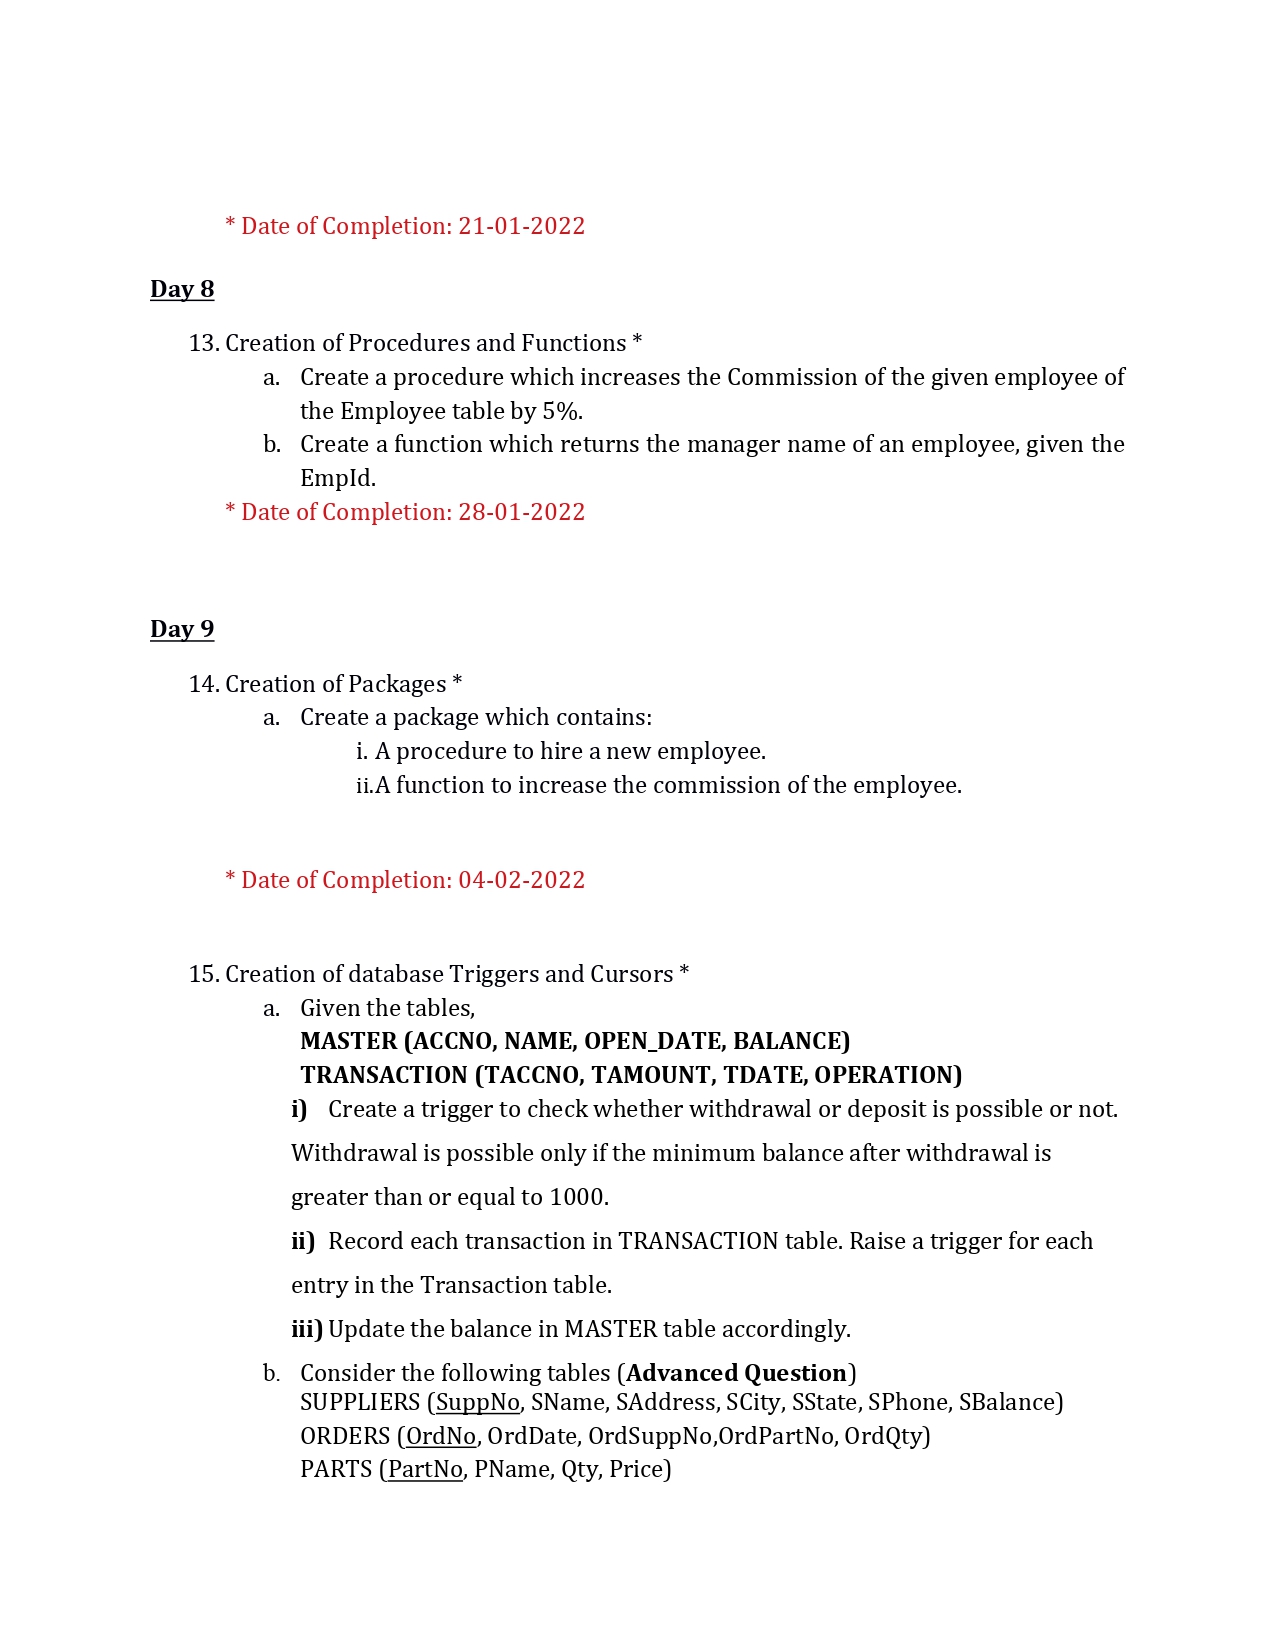 * Date of Completion: 21-01-2022
Day 8
13. Creation of Procedures and Functions *
a. Create a procedure which increases the Commission of the given employee of
the Employee table by 5%.
b. Create a function which returns the manager name of an employee, given the
EmpId.
* Date of Completion: 28-01-2022
Day 9
14. Creation of Packages *
a. Create a package which contains:
i. A procedure to hire a new employee.
ii.A function to increase the commission of the employee.
* Date of Completion: 04-02-2022
15. Creation of database Triggers and Cursors *
a. Given the tables,
MASTER (ACCNO, NAME, OPEN_DATE, BALANCE)
TRANSACTION (TACCNO, TAMOUNT, TDATE, OPERATION)
i) Create a trigger to check whether withdrawal or deposit is possible or not.
Withdrawal is possible only if the minimum balance after withdrawal is
greater than or equal to 1000.
ii) Record each transaction in TRANSACTION table. Raise a trigger for each
entry in the Transaction table.
iii) Update the balance in MASTER table accordingly.
b. Consider the following tables (Advanced Question)
SUPPLIERS (SuppNo, SName, SAddress, SCity, SState, SPhone, SBalance)
ORDERS (OrdNo, OrdDate, OrdSuppNo,OrdPartNo, OrdQty)
PARTS (PartNo, PName, Qty, Price)